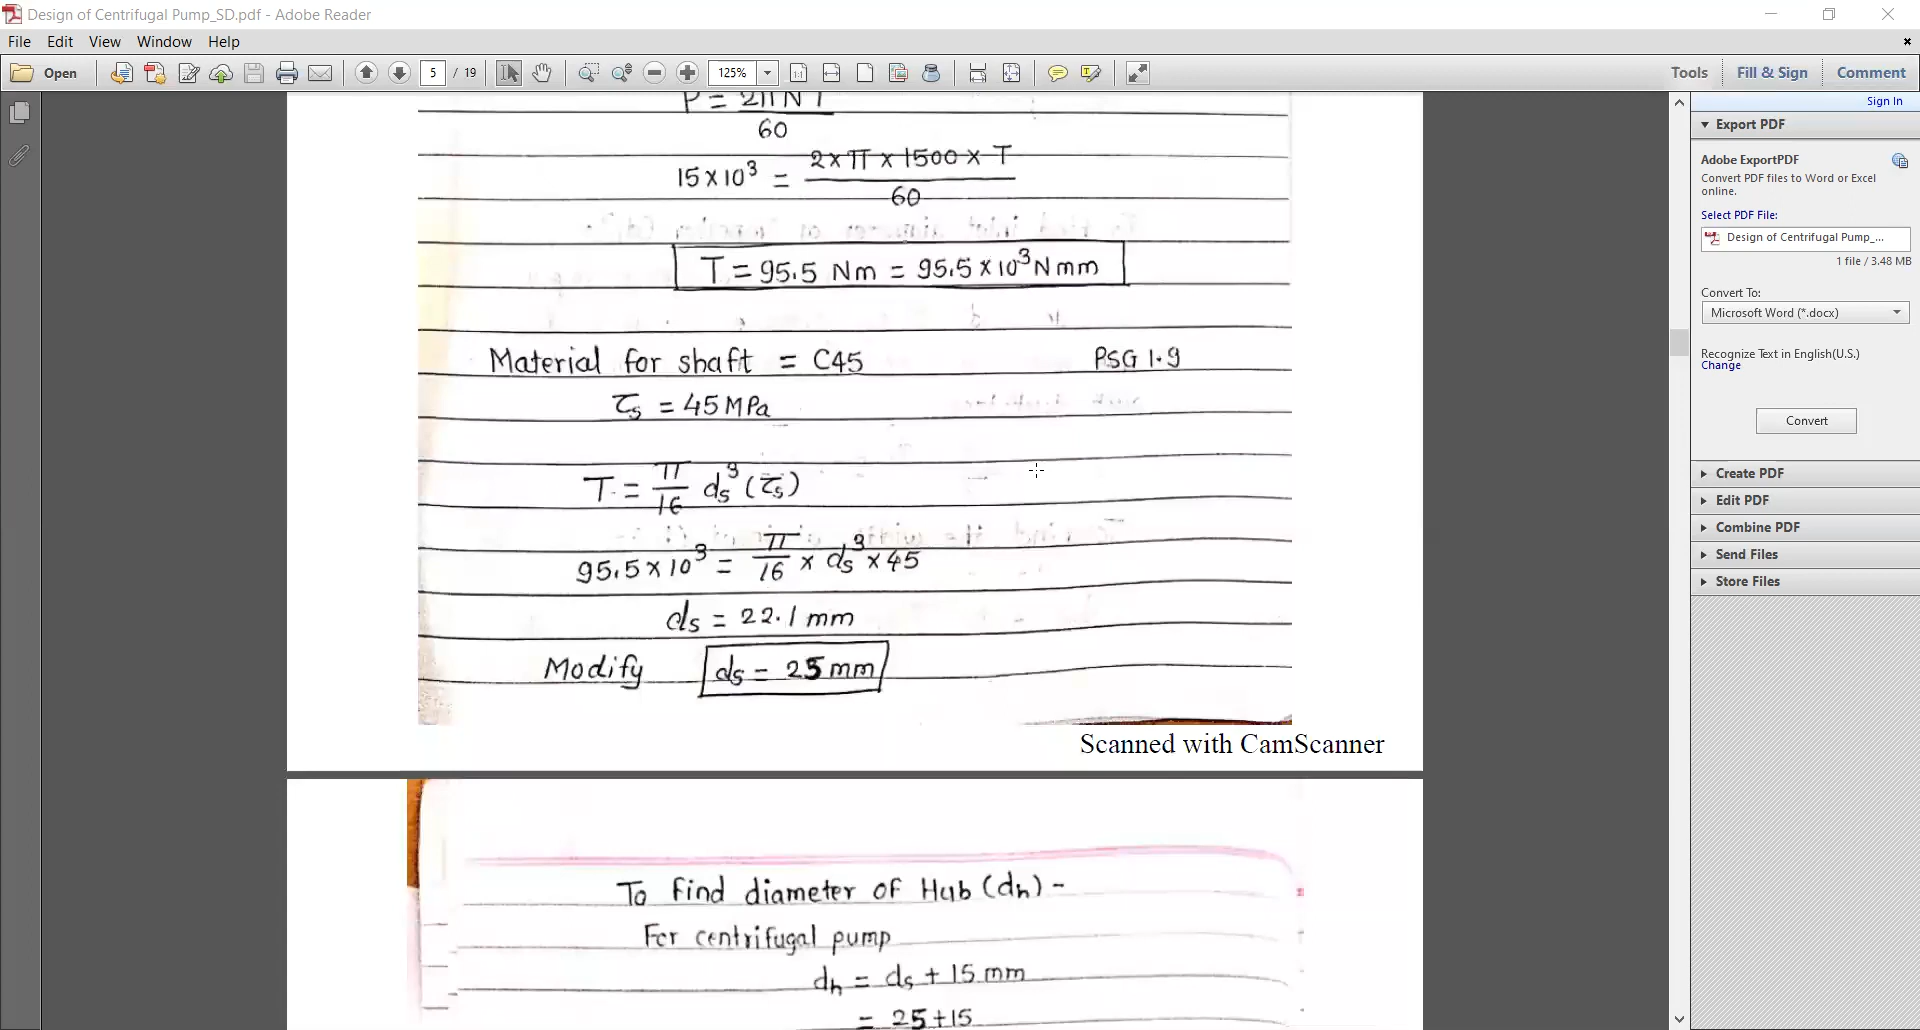 Design of Centrifugal Pump_SD.pdf - Adobe Reader
File Edit View Window Help
Open 5 / 19 125% Tools Fill & Sign Comment
P = 2πNT
60
15 x 10³ = 2 x π x 1500 x T
60
T = 95.5 Nm = 95.5 x 10³ N mm
Material for shaft = C45 PSG 1.9
τs = 45 MPa
T = π/16 ds³ (τs)
95.5 x 10³ = π/16 x ds³ x 45
ds = 22.1 mm
Modify ds = 25 mm
Scanned with CamScanner
To find diameter of Hub (dh) -
For centrifugal pump
dh = ds + 15 mm
= 25 + 15
Sign In
Export PDF
Adobe ExportPDF
Convert PDF files to Word or Excel
online.
Select PDF File:
Design of Centrifugal Pump_...
1 file / 3.48 MB
Convert To:
Microsoft Word (*.docx)
Recognize Text in English(U.S.)
Change
Convert
Create PDF
Edit PDF
Combine PDF
Send Files
Store Files